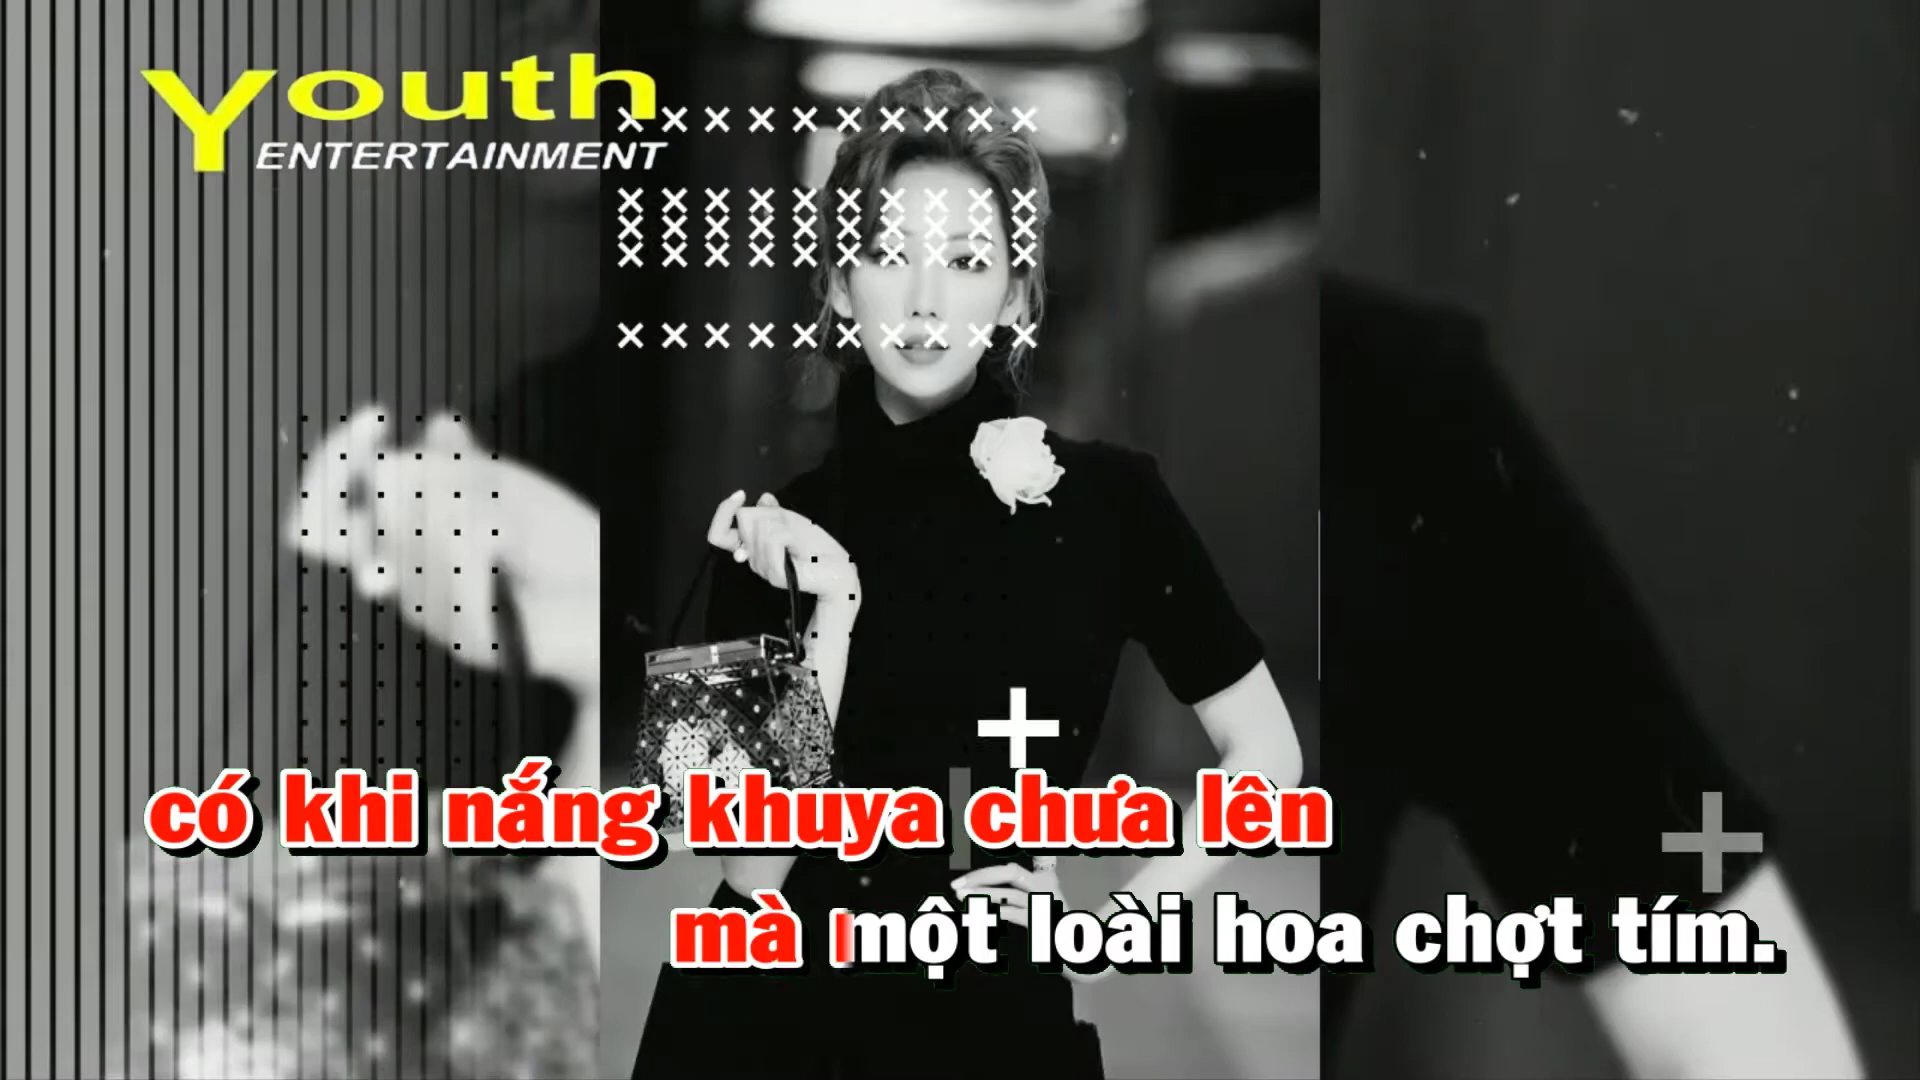 Youth
ENTERTAINMENT
có khi nắng khuya chưa lên
mà một loài hoa chợt tím.